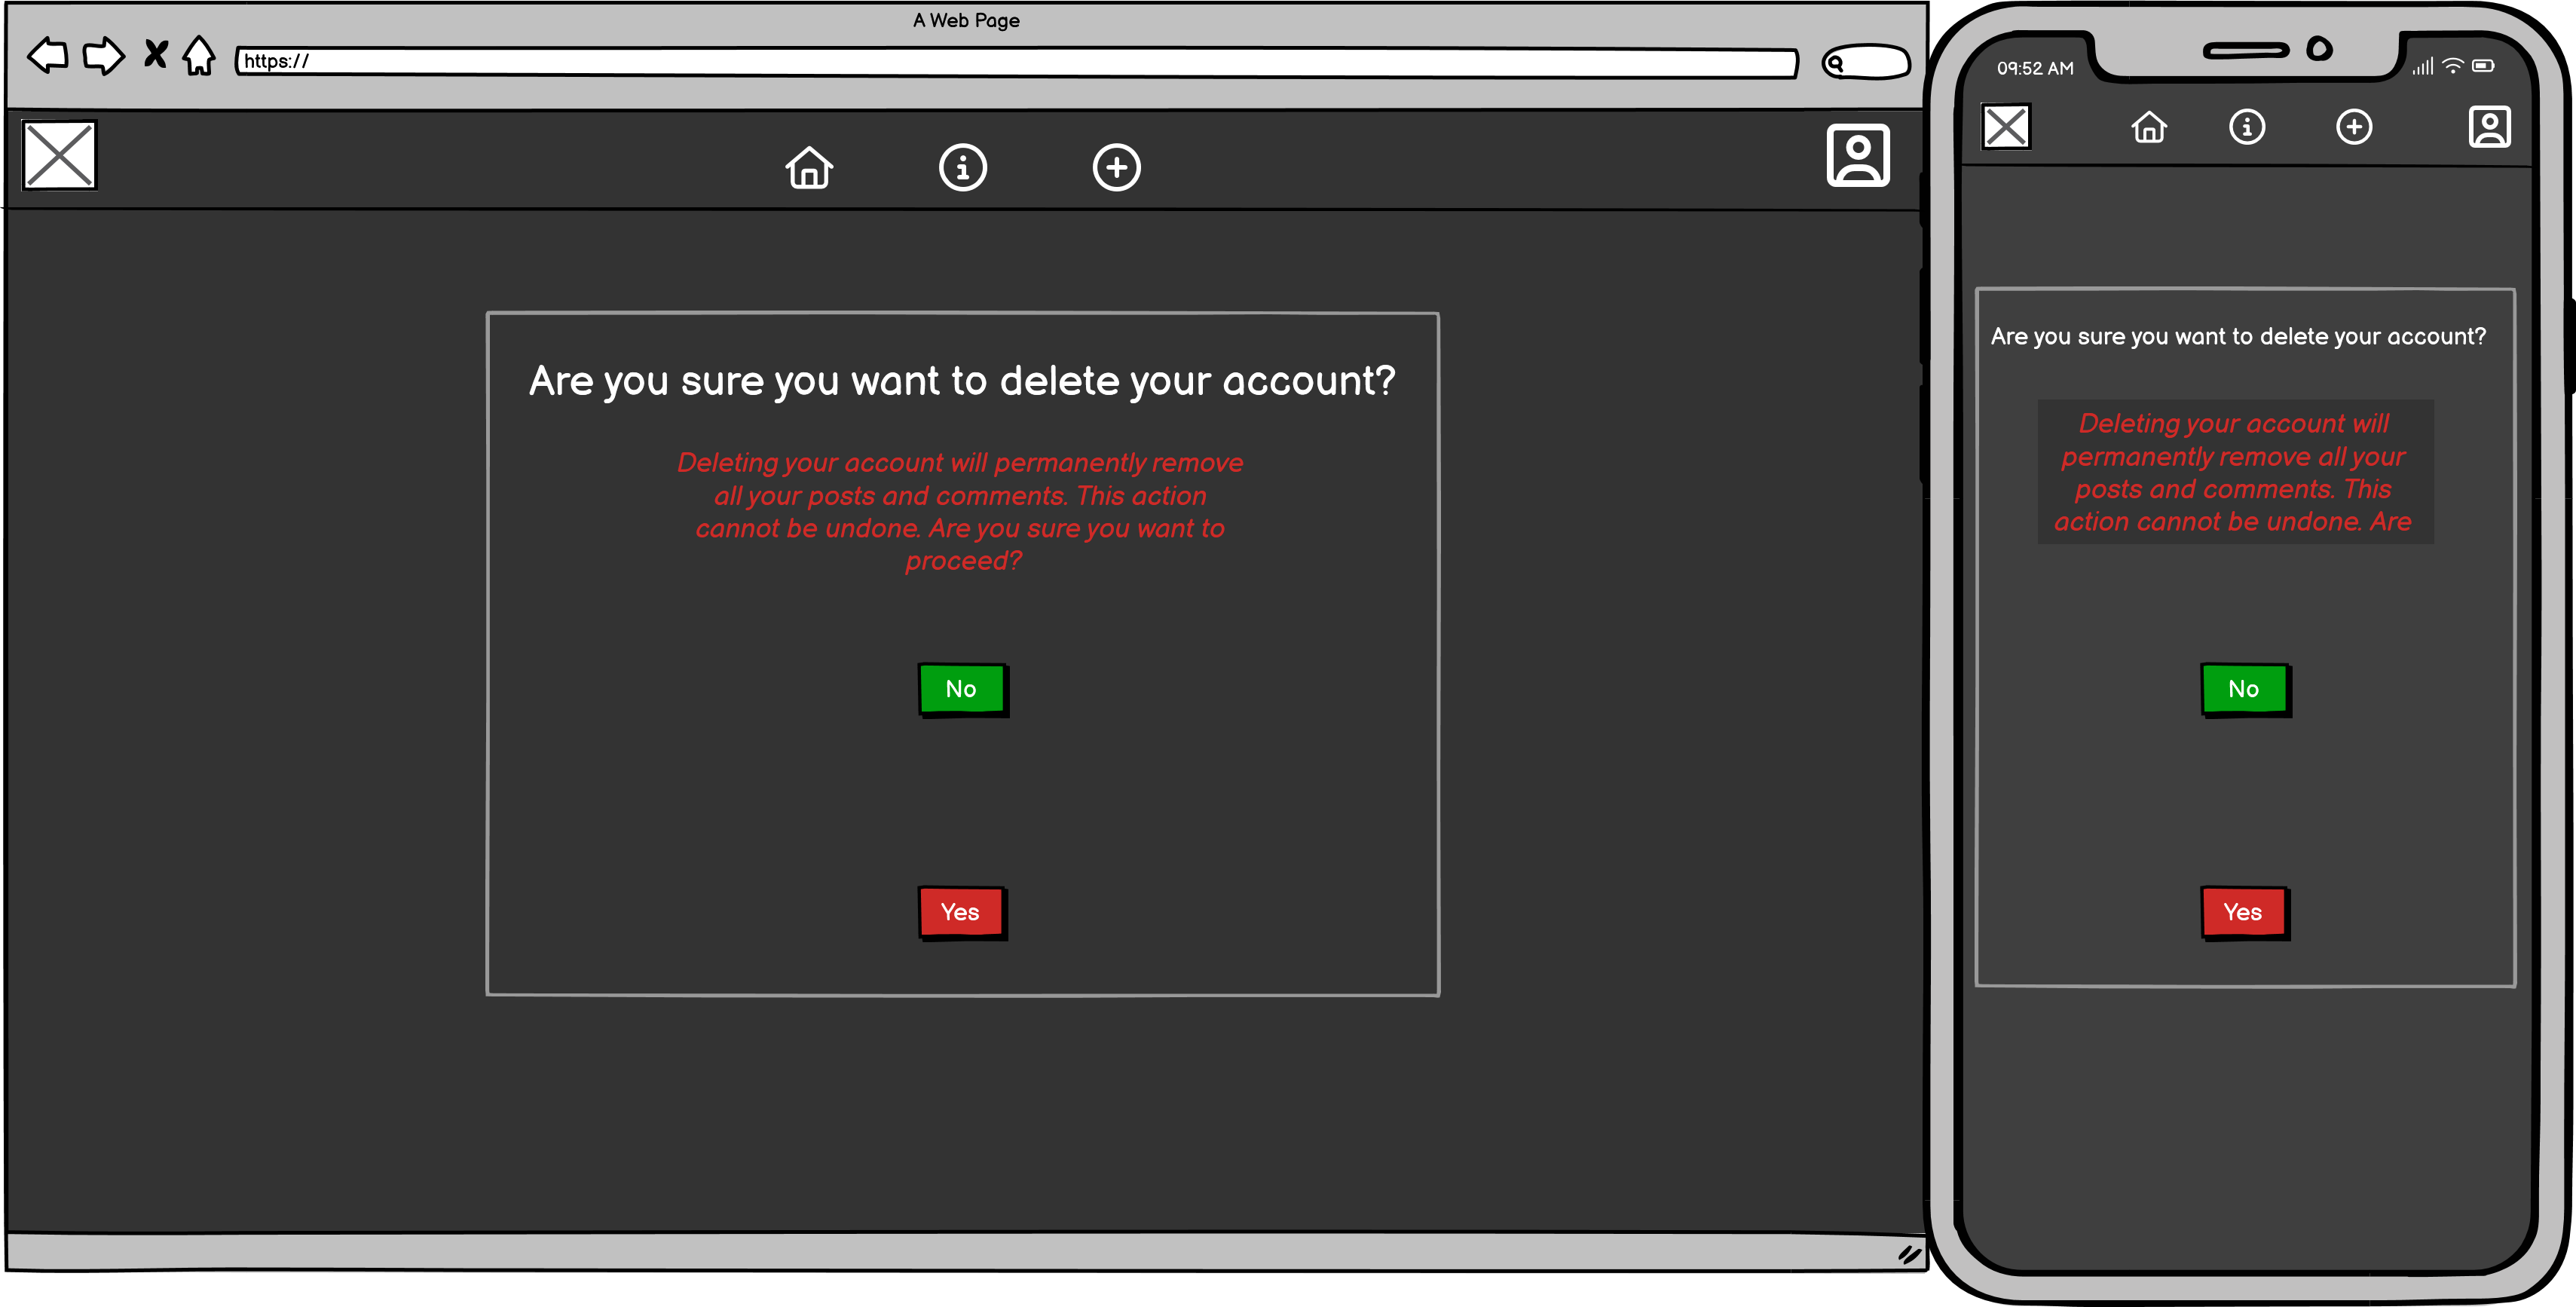 A Web Page
https://
Are you sure you want to delete your account?
Deleting your account will permanently remove
all your posts and comments. This action
cannot be undone. Are you sure you want to
proceed?
No
Yes
09:52 AM
Are you sure you want to delete your account?
Deleting your account will
permanently remove all your
posts and comments. This
action cannot be undone. Are
No
Yes